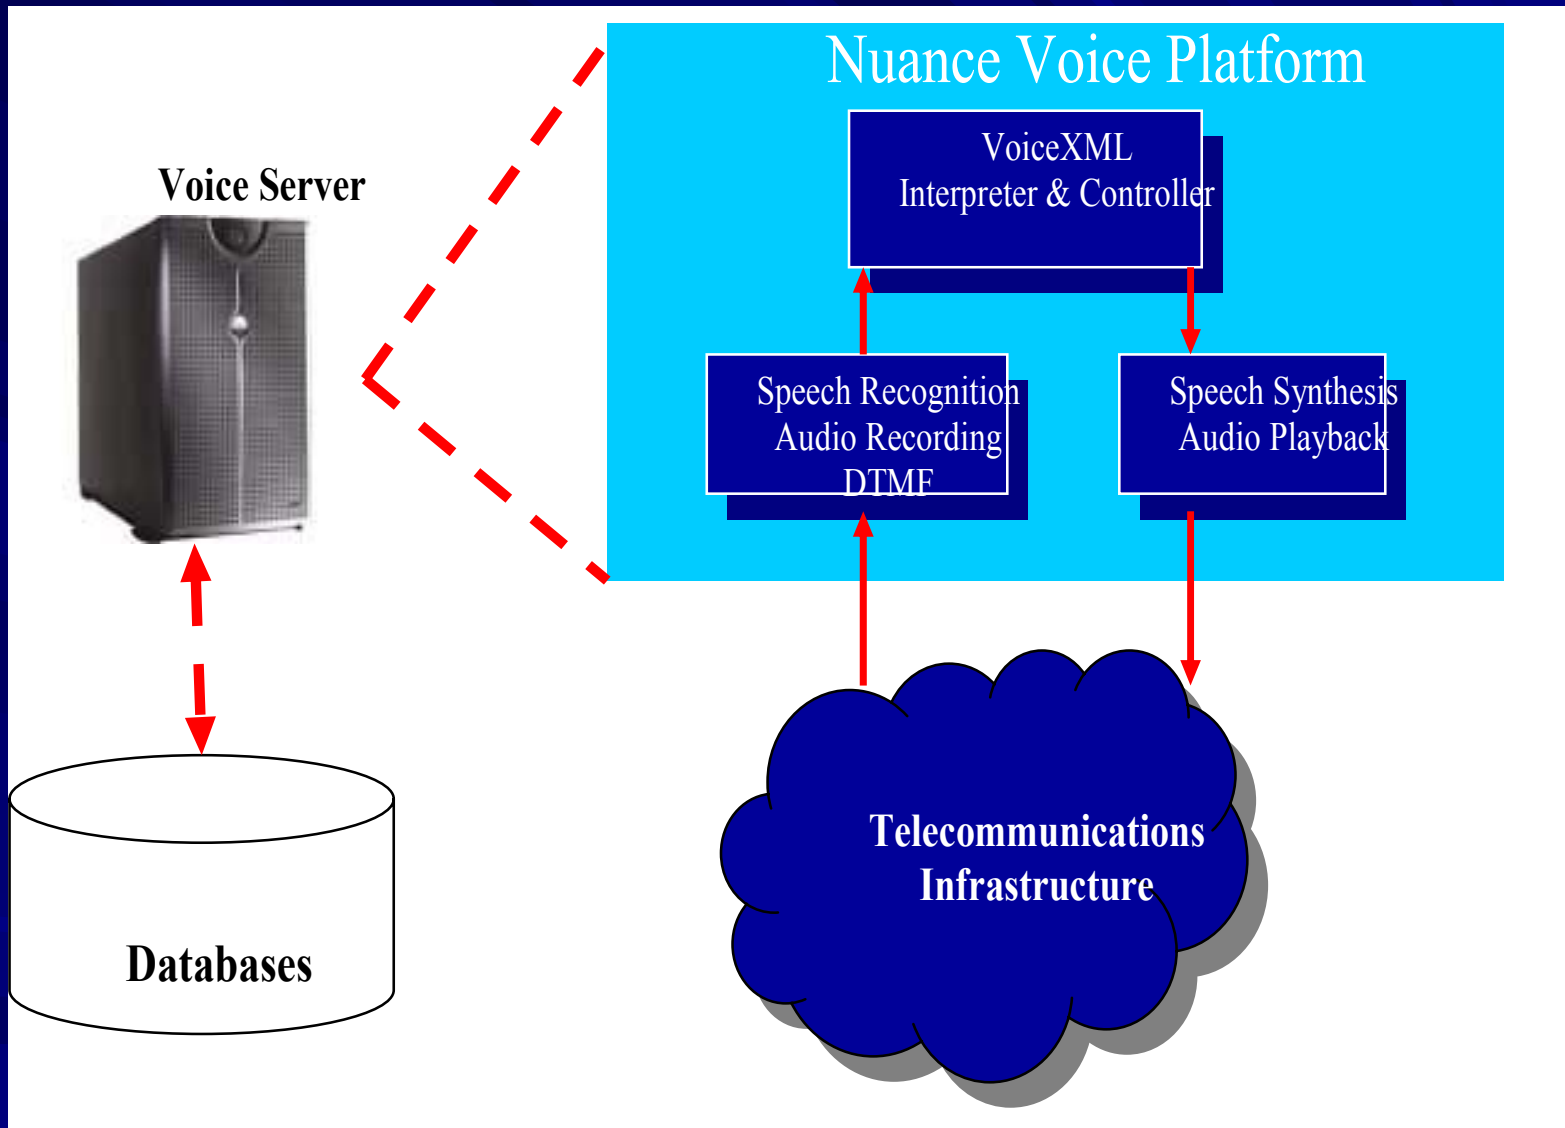 Nuance Voice Platform
VoiceXML
Interpreter & Controller
Voice Server
Speech Recognition
Audio Recording
DTMF
Speech Synthesis
Audio Playback
Telecommunications
Infrastructure
Databases